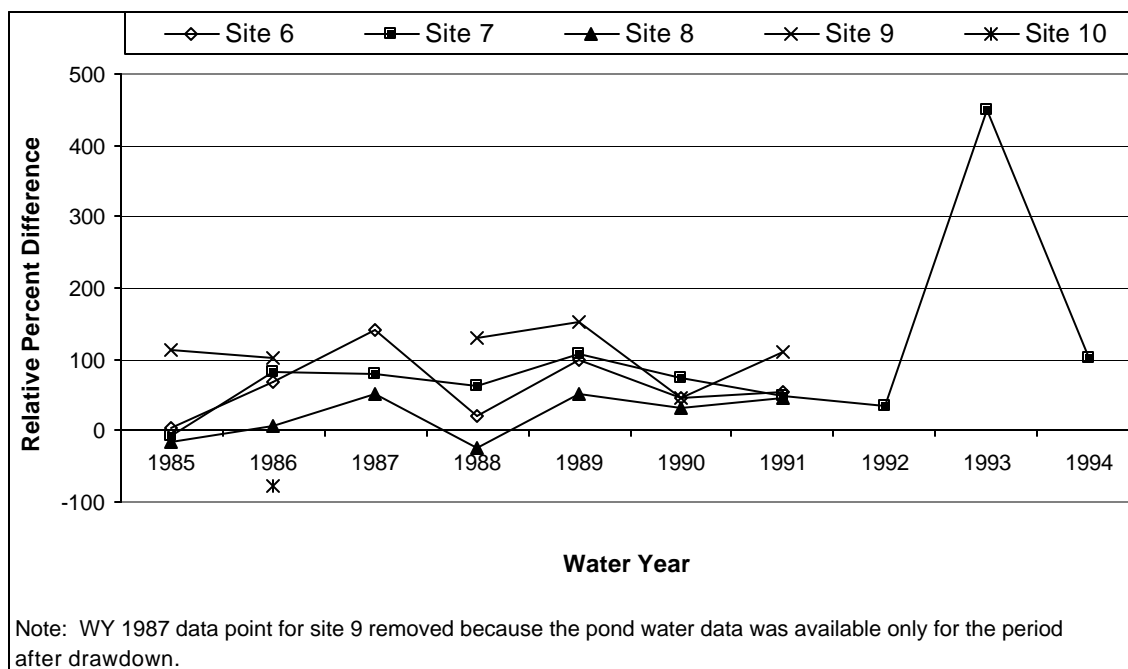 Site 6 Site 7 Site 8 Site 9 Site 10
500
400
300
200
100
0
-100
Relative Percent Difference
1985 1986 1987 1988 1989 1990 1991 1992 1993 1994
Water Year
Note: WY 1987 data point for site 9 removed because the pond water data was available only for the period
after drawdown.